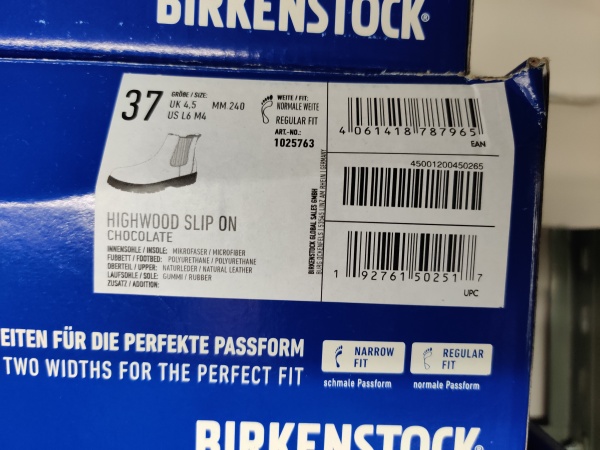 BIRKENSTOCK
37
GRÖßE / SIZE:
UK 4,5 MM 240
US L6 M4
WEITE / FIT:
NORMALE WEITE
REGULAR FIT
ART.-NO.:
1025763
4 061418 787965
EAN
45001200450265
1 92761 50251 7
UPC
HIGHWOOD SLIP ON
CHOCOLATE
INNENSOHLE / INSOLE: MIKROFASER / MICROFIBER
FUßBETT / FOOTBED: POLYURETHANE / POLYURETHANE
OBERTEIL / UPPER: NATURLEDER / NATURAL LEATHER
LAUFSOHLE / SOLE: GUMMI / RUBBER
ZUSATZ / ADDITION:
BIRKENSTOCK GLOBAL SALES GMBH
EITEN FÜR DIE PERFEKTE PASSFORM
TWO WIDTHS FOR THE PERFECT FIT
NARROW
FIT
schmale Passform
REGULAR
FIT
normale Passform
BIRKENSTOCK